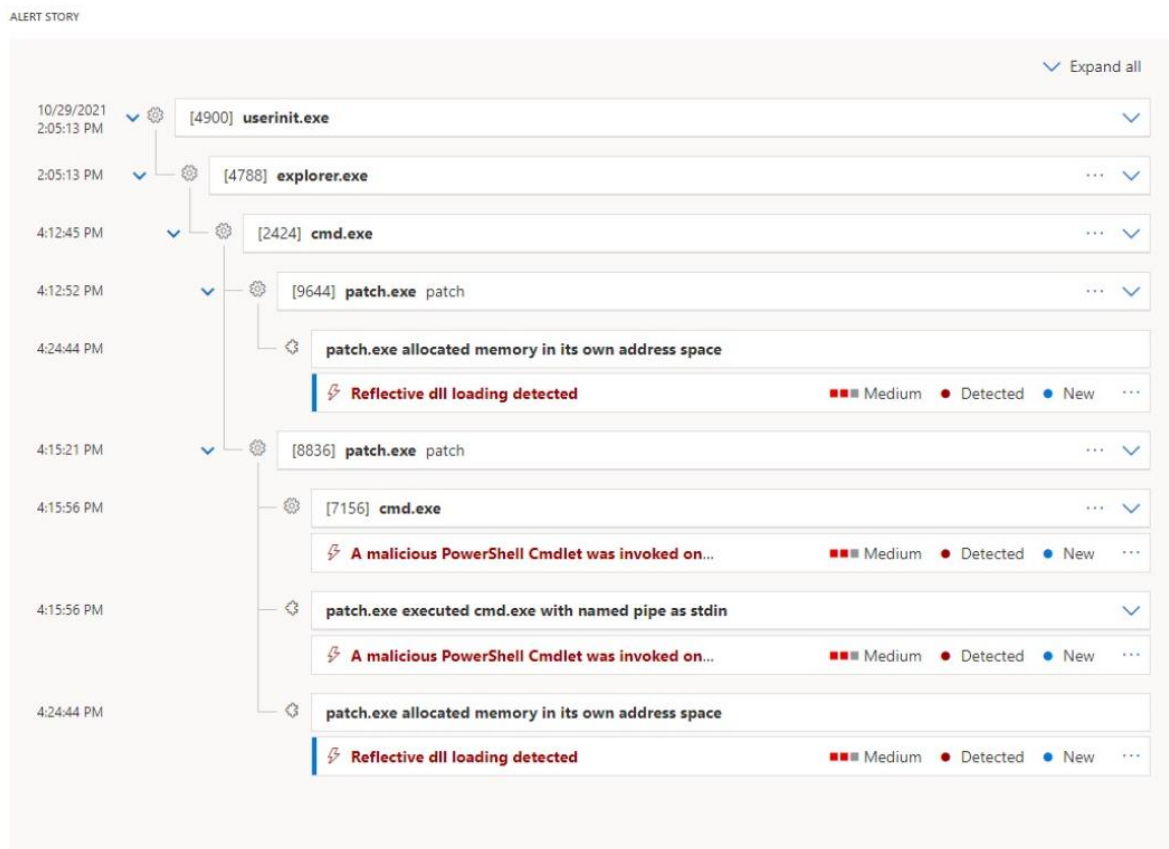 ALERT STORY
Expand all
10/29/2021
2:05:13 PM
[4900] userinit.exe
2:05:13 PM
[4788] explorer.exe
4:12:45 PM
[2424] cmd.exe
4:12:52 PM
[9644] patch.exe patch
4:24:44 PM
patch.exe allocated memory in its own address space
Reflective dll loading detected Medium Detected New
4:15:21 PM
[8836] patch.exe patch
4:15:56 PM
[7156] cmd.exe
A malicious PowerShell Cmdlet was invoked on... Medium Detected New
4:15:56 PM
patch.exe executed cmd.exe with named pipe as stdin
A malicious PowerShell Cmdlet was invoked on... Medium Detected New
4:24:44 PM
patch.exe allocated memory in its own address space
Reflective dll loading detected Medium Detected New